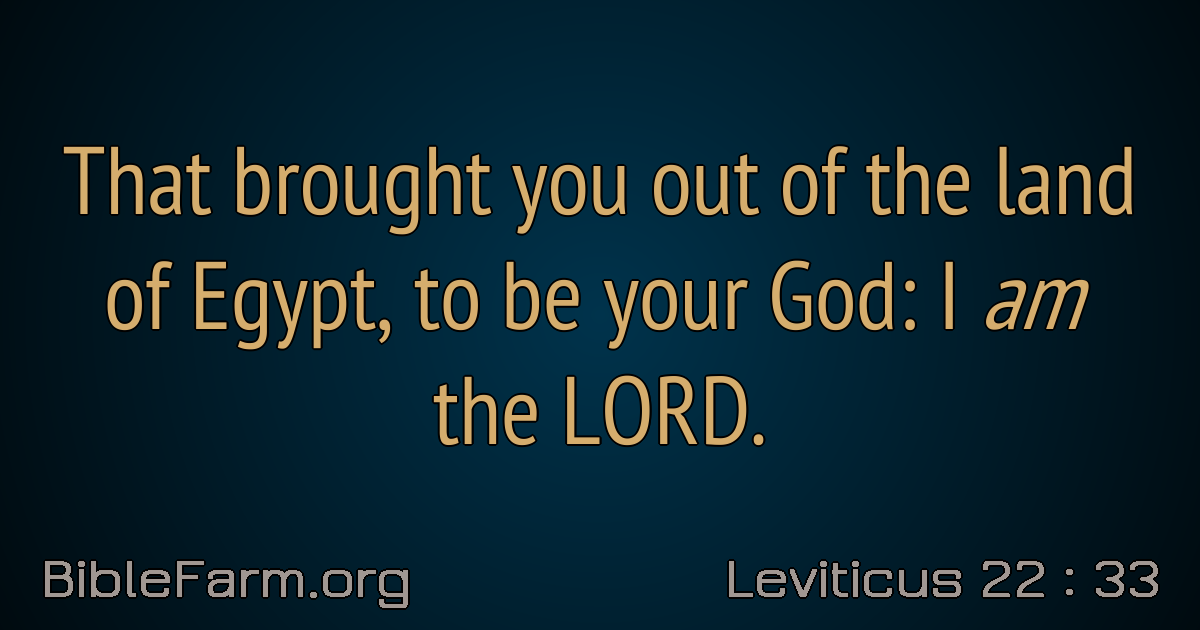 That brought you out of the land
of Egypt, to be your God: I am
the LORD.
BibleFarm.org
Leviticus 22 : 33